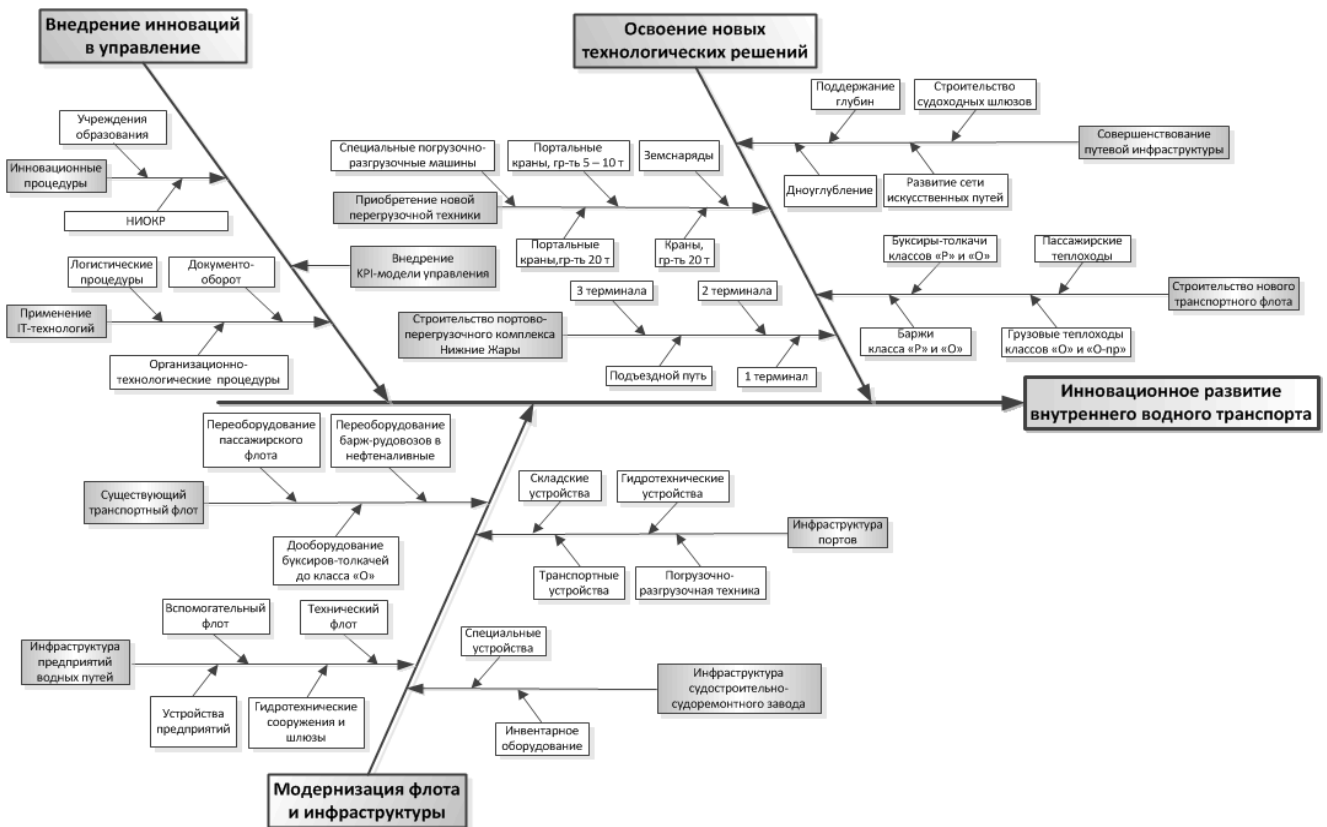 Внедрение инноваций
в управление
Освоение новых
технологических решений
Учреждения
образования
Инновационные
процедуры
НИОКР
Внедрение
KPI-модели управления
Логистические
процедуры
Документо-
оборот
Применение
IT-технологий
Организационно-
технологические процедуры
Поддержание
глубин
Строительство
судоходных шлюзов
Совершенствование
путевой инфраструктуры
Дноуглубление
Развитие сети
искусственных путей
Специальные погрузочно-
разгрузочные машины
Портальные
краны, гр-ть 5 – 10 т
Земснаряды
Приобретение новой
перегрузочной техники
Портальные
краны,гр-ть 20 т
Краны,
гр-ть 20 т
Буксиры-толкачи
классов «Р» и «О»
Пассажирские
теплоходы
Строительство нового
транспортного флота
Баржи
класса «Р» и «О»
Грузовые теплоходы
классов «О» и «О-пр»
3 терминала
2 терминала
Строительство портово-
перегрузочного комплекса
Нижние Жары
Подъездной путь
1 терминал
Инновационное развитие
внутреннего водного транспорта
Переоборудование
пассажирского
флота
Переоборудование
барж-рудовозов в
нефтеналивные
Существующий
транспортный флот
Дооборудование
буксиров-толкачей
до класса «О»
Складские
устройства
Гидротехнические
устройства
Инфраструктура
портов
Транспортные
устройства
Погрузочно-
разгрузочная техника
Вспомогательный
флот
Технический
флот
Инфраструктура
предприятий
водных путей
Устройства
предприятий
Гидротехнические
сооружения и
шлюзы
Специальные
устройства
Инфраструктура
судостроительно-
судоремонтного завода
Инвентарное
оборудование
Модернизация флота
и инфраструктуры